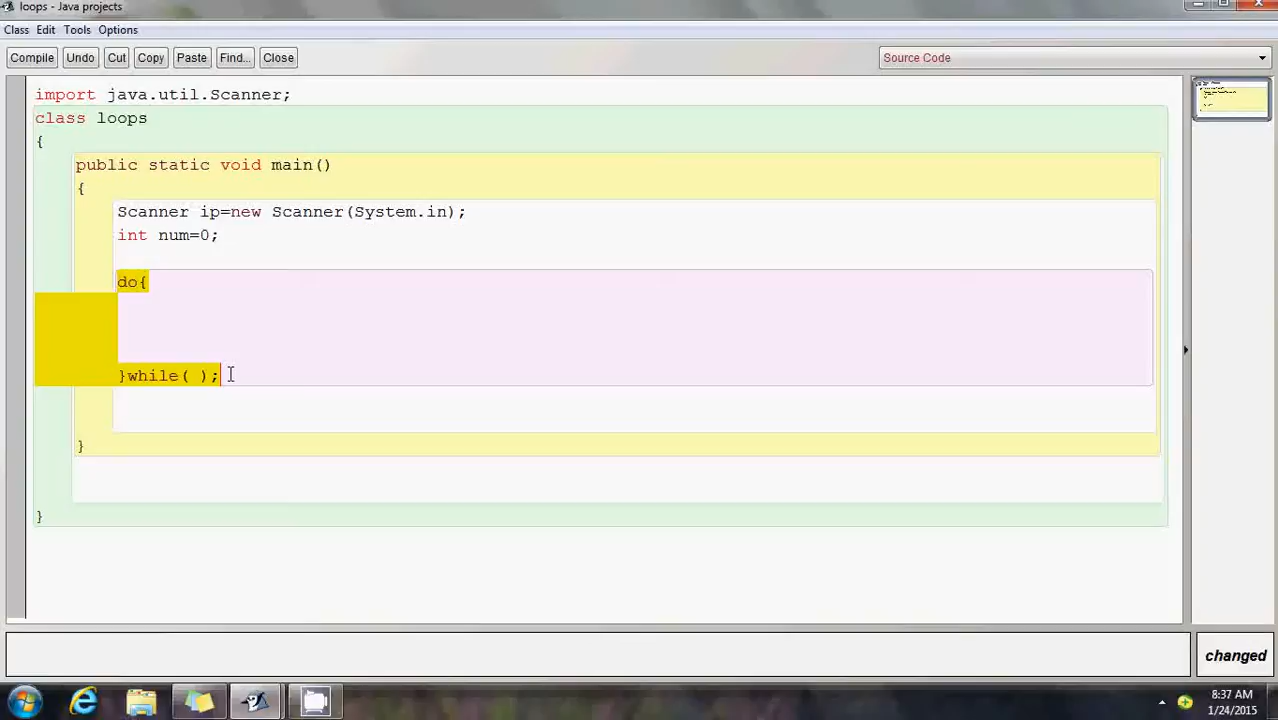 loops - Java projects
Class Edit Tools Options
Compile Undo Cut Copy Paste Find... Close Source Code
import java.util.Scanner;
class loops
{
public static void main()
{
Scanner ip=new Scanner(System.in);
int num=0;
do{
}while( );
}
}
changed
8:37 AM
1/24/2015